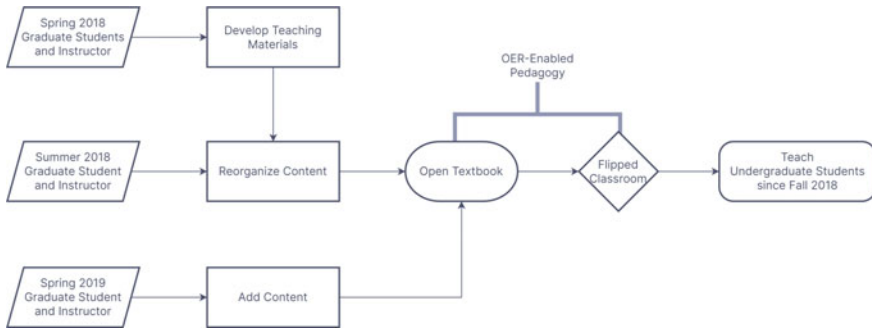 Spring 2018
Graduate Students
and Instructor
Develop Teaching
Materials
OER-Enabled
Pedagogy
Summer 2018
Graduate Student
and Instructor
Reorganize Content
Open Textbook
Flipped
Classroom
Teach
Undergraduate Students
since Fall 2018
Spring 2019
Graduate Student
and Instructor
Add Content